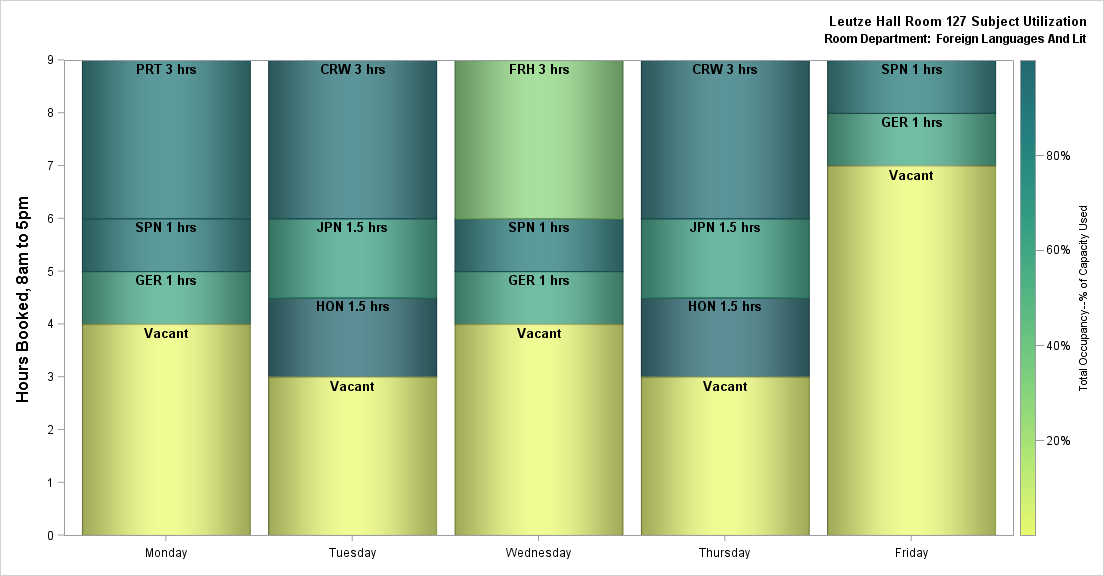 Leutze Hall Room 127 Subject Utilization
Room Department: Foreign Languages And Lit
Hours Booked, 8am to 5pm
9
8
7
6
5
4
3
2
1
0
PRT 3 hrs
SPN 1 hrs
GER 1 hrs
Vacant
CRW 3 hrs
JPN 1.5 hrs
HON 1.5 hrs
Vacant
FRH 3 hrs
SPN 1 hrs
GER 1 hrs
Vacant
CRW 3 hrs
JPN 1.5 hrs
HON 1.5 hrs
Vacant
SPN 1 hrs
GER 1 hrs
Vacant
Monday
Tuesday
Wednesday
Thursday
Friday
80%
60%
40%
20%
Total Occupancy--% of Capacity Used